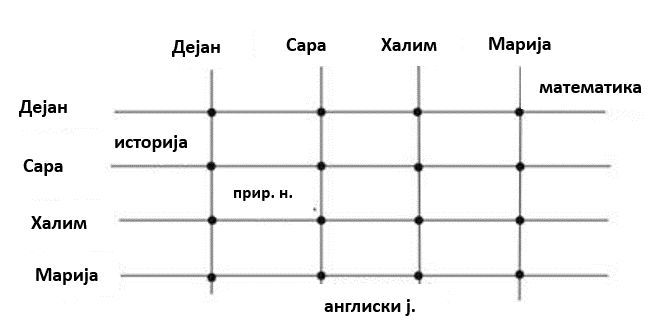 Дејан Сара Халим Марија
математика
Дејан
историја
Сара
прир. н.
Халим
Марија
англиски ј.